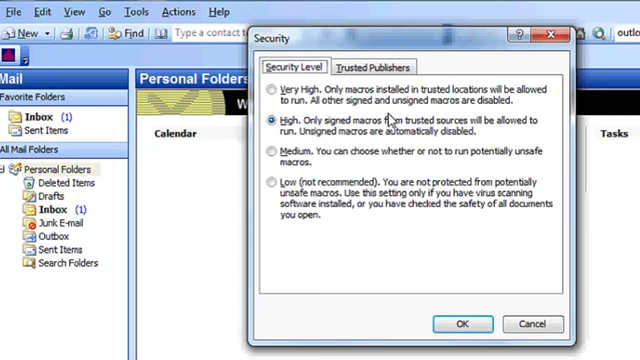 File Edit Go Tools Actions Help
New Find Type a contact to outlo
Mail
Favorite Folders
Inbox (1)
Sent Items
All Mail Folders
Personal Folders
Deleted Items
Drafts
Inbox (1)
Junk E-mail
Outbox
Sent Items
Search Folders
Personal Folders
Calendar
Tasks
Security
Security Level Trusted Publishers
Very High. Only macros installed in trusted locations will be allowed
to run. All other signed and unsigned macros are disabled.
High. Only signed macros from trusted sources will be allowed to
run. Unsigned macros are automatically disabled.
Medium. You can choose whether or not to run potentially unsafe
macros.
Low (not recommended). You are not protected from potentially
unsafe macros. Use this setting only if you have virus scanning
software installed, or you have checked the safety of all documents
you open.
OK Cancel